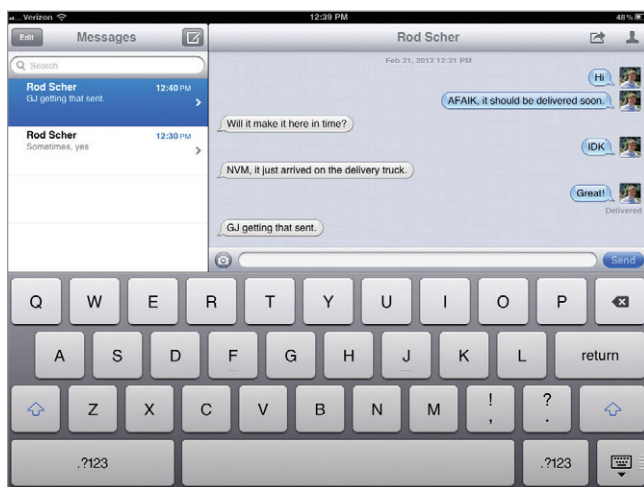 Verizon 12:39 PM 48%
Edit Messages Rod Scher
Search
Rod Scher 12:40 PM
GJ getting that sent.
Rod Scher 12:30 PM
Sometimes, yes
Feb 21, 2012 12:31 PM
Hi
AFAIK, it should be delivered soon.
Will it make it here in time?
IDK
NVM, it just arrived on the delivery truck.
Great!
Delivered
GJ getting that sent.
Send
Q W E R T Y U I O P
A S D F G H J K L return
Z X C V B N M ! , ? .
.?123 .?123